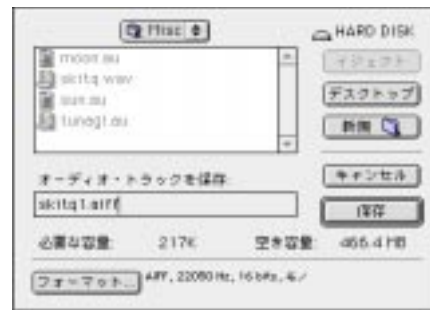 Misc
HARD DISK
moon.au
skitq.wav
sun.au
tunagi.au
イジェクト
デスクトップ
新規
オーディオ・トラックを保存:
キャンセル
skitq1.aiff
保存
必要な容量: 217K 空き容量: 466.4 MB
フォーマット... AIFF, 22050 Hz, 16 bits, モノ